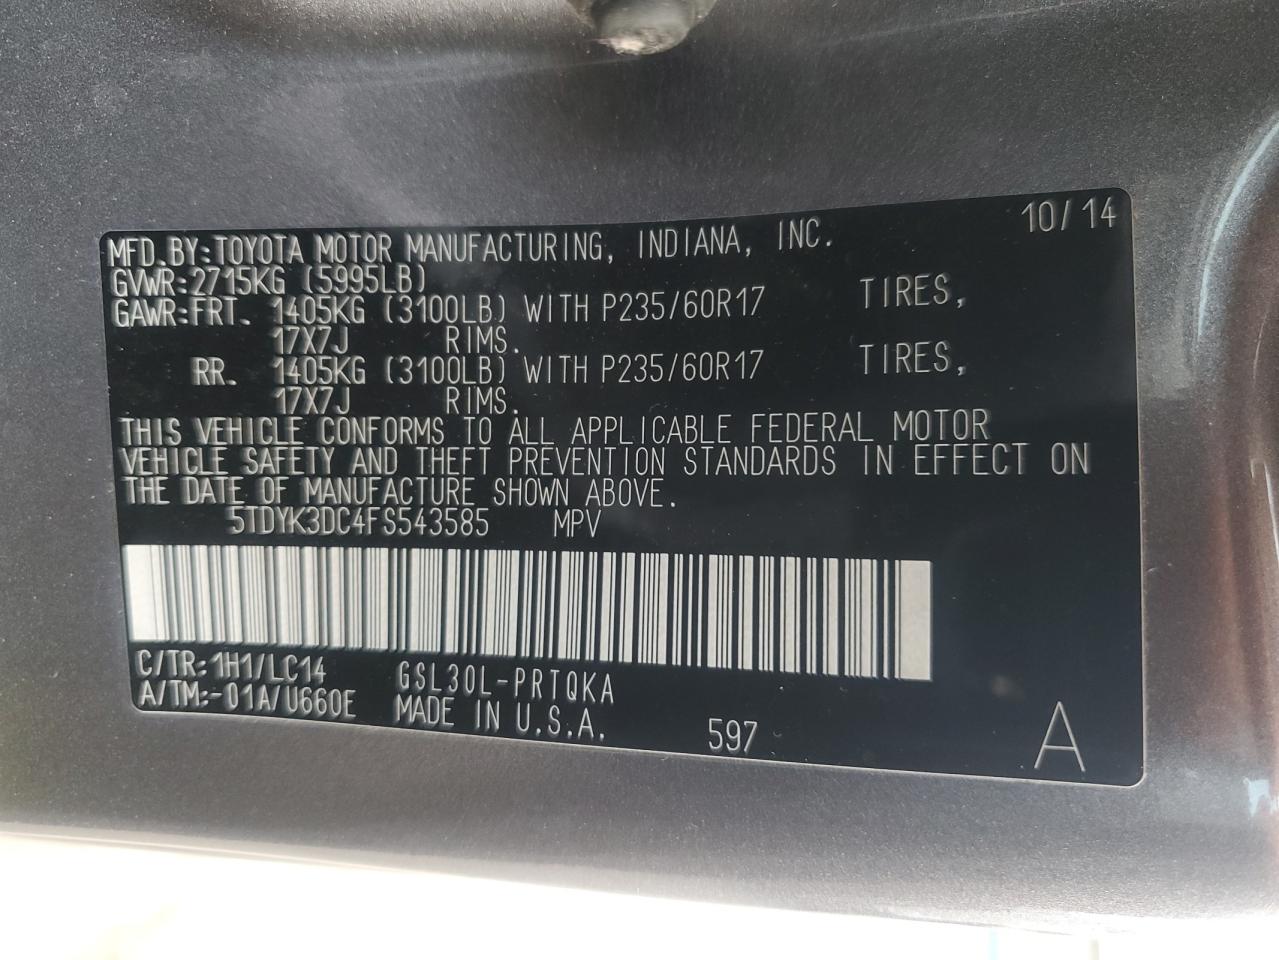 10/14
MFD.BY:TOYOTA MOTOR MANUFACTURING, INDIANA, INC.
GVWR:2715KG (5995LB)
GAWR:FRT. 1405KG (3100LB) WITH P235/60R17 TIRES,
17X7J RIMS.
RR. 1405KG (3100LB) WITH P235/60R17 TIRES,
17X7J RIMS.
THIS VEHICLE CONFORMS TO ALL APPLICABLE FEDERAL MOTOR
VEHICLE SAFETY AND THEFT PREVENTION STANDARDS IN EFFECT ON
THE DATE OF MANUFACTURE SHOWN ABOVE.
5TDYK3DC4FS543585 MPV
C/TR:1H1/LC14 GSL30L-PRTQKA
A/TM:-01A/U660E MADE IN U.S.A. 597 A